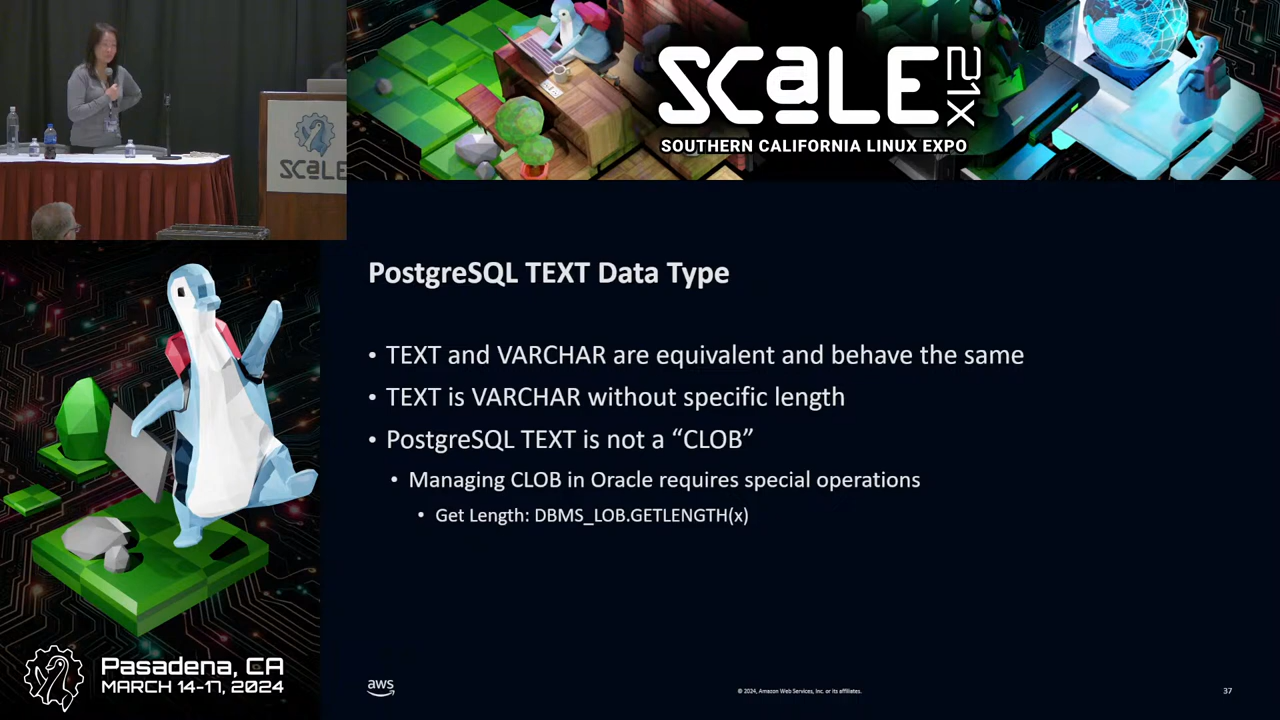 SCaLE 21x
SOUTHERN CALIFORNIA LINUX EXPO
SCaLE
PostgreSQL TEXT Data Type
• TEXT and VARCHAR are equivalent and behave the same
• TEXT is VARCHAR without specific length
• PostgreSQL TEXT is not a “CLOB”
• Managing CLOB in Oracle requires special operations
• Get Length: DBMS_LOB.GETLENGTH(x)
Pasadena, CA
MARCH 14-17, 2024
aws
© 2024, Amazon Web Services, Inc. or its affiliates.
37